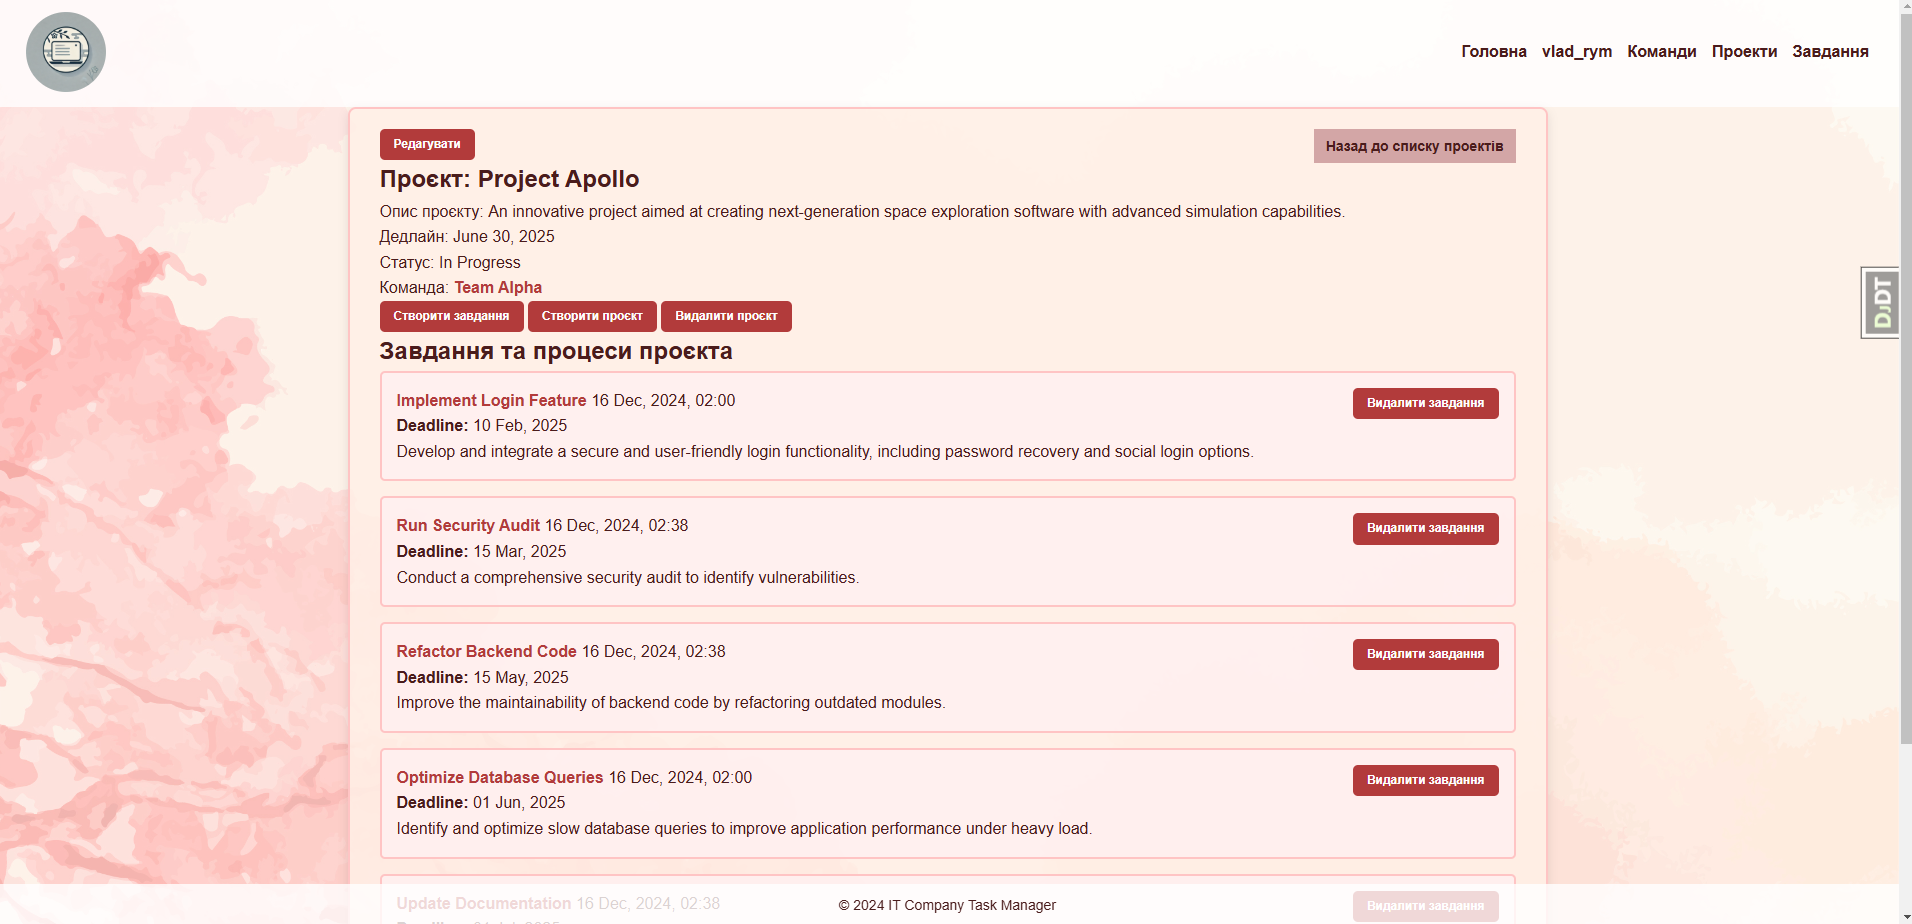 Головна vlad_rym Команди Проекти Завдання
Редагувати
Назад до списку проектів
Проєкт: Project Apollo
Опис проєкту: An innovative project aimed at creating next-generation space exploration software with advanced simulation capabilities.
Дедлайн: June 30, 2025
Статус: In Progress
Команда: Team Alpha
Створити завдання Створити проєкт Видалити проєкт
Завдання та процеси проєкта
Implement Login Feature 16 Dec, 2024, 02:00
Видалити завдання
Deadline: 10 Feb, 2025
Develop and integrate a secure and user-friendly login functionality, including password recovery and social login options.
Run Security Audit 16 Dec, 2024, 02:38
Видалити завдання
Deadline: 15 Mar, 2025
Conduct a comprehensive security audit to identify vulnerabilities.
Refactor Backend Code 16 Dec, 2024, 02:38
Видалити завдання
Deadline: 15 May, 2025
Improve the maintainability of backend code by refactoring outdated modules.
Optimize Database Queries 16 Dec, 2024, 02:00
Видалити завдання
Deadline: 01 Jun, 2025
Identify and optimize slow database queries to improve application performance under heavy load.
Update Documentation 16 Dec, 2024, 02:38
Видалити завдання
© 2024 IT Company Task Manager
DJDT